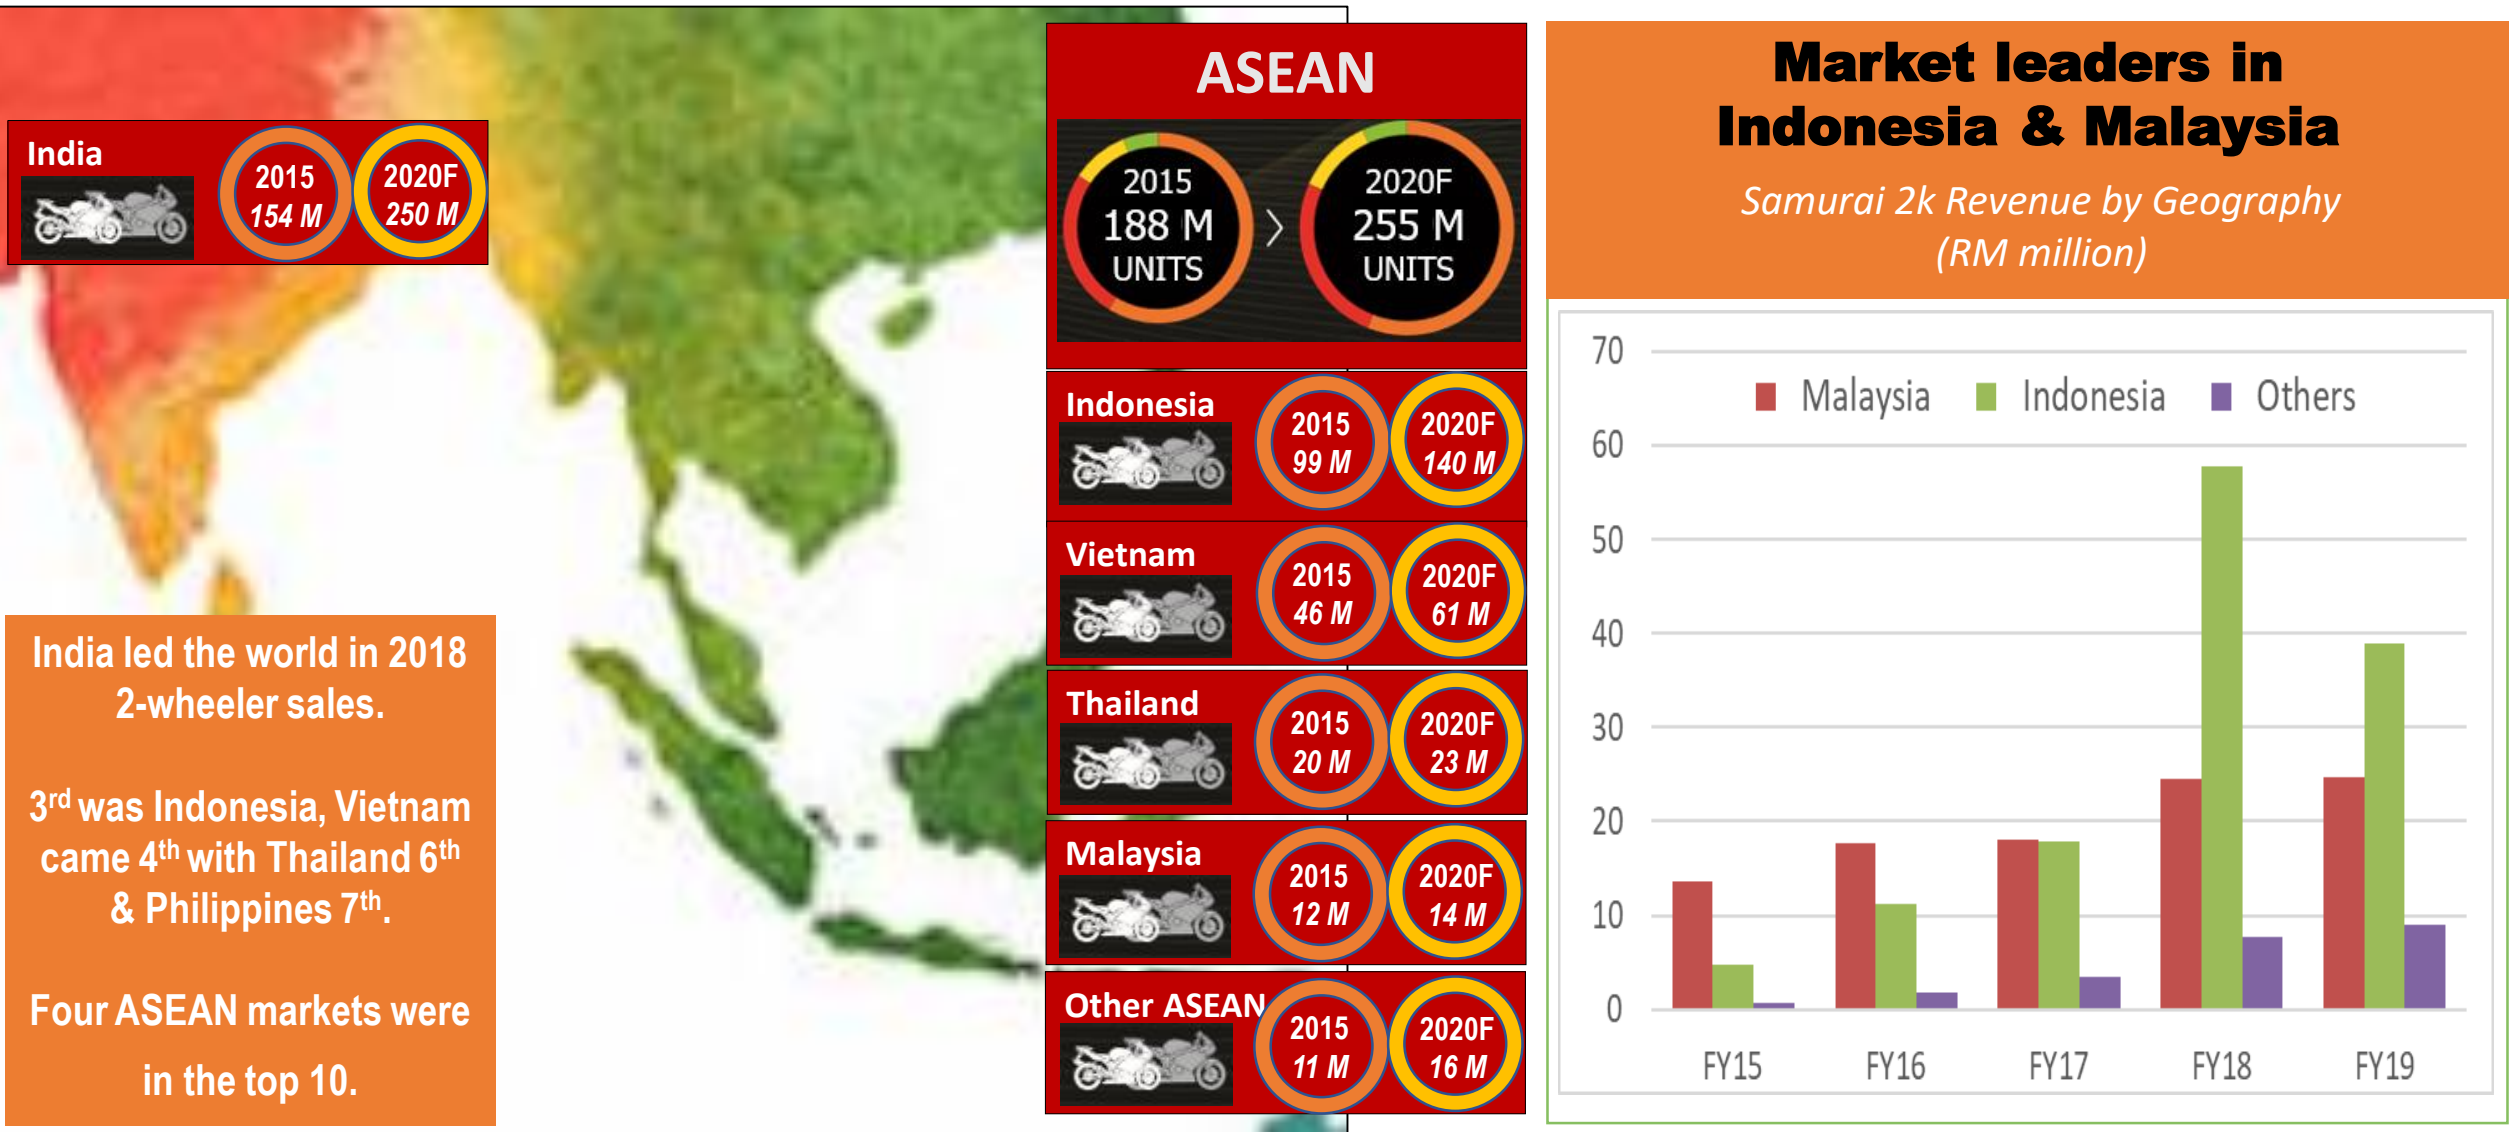 India
2015
154 M
2020F
250 M
India led the world in 2018
2-wheeler sales.
3rd was Indonesia, Vietnam
came 4th with Thailand 6th
& Philippines 7th.
Four ASEAN markets were
in the top 10.
ASEAN
2015
188 M
UNITS
>
2020F
255 M
UNITS
Indonesia
2015
99 M
2020F
140 M
Vietnam
2015
46 M
2020F
61 M
Thailand
2015
20 M
2020F
23 M
Malaysia
2015
12 M
2020F
14 M
Other ASEAN
2015
11 M
2020F
16 M
Market leaders in
Indonesia & Malaysia
Samurai 2k Revenue by Geography
(RM million)
Malaysia Indonesia Others
70
60
50
40
30
20
10
0
FY15 FY16 FY17 FY18 FY19